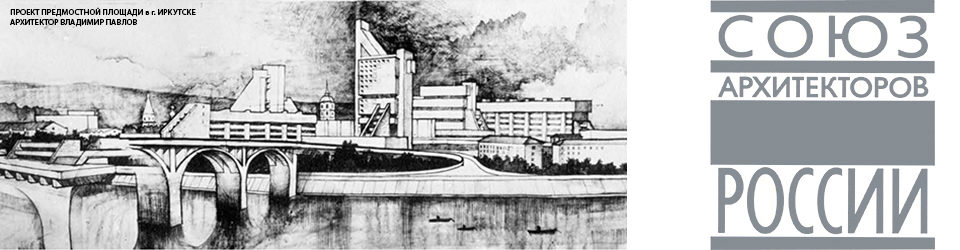 ПРОЕКТ ПРЕДМОСТНОЙ ПЛОЩАДИ в г. ИРКУТСКЕ
АРХИТЕКТОР ВЛАДИМИР ПАВЛОВ
СОЮЗ
АРХИТЕКТОРОВ
РОССИИ